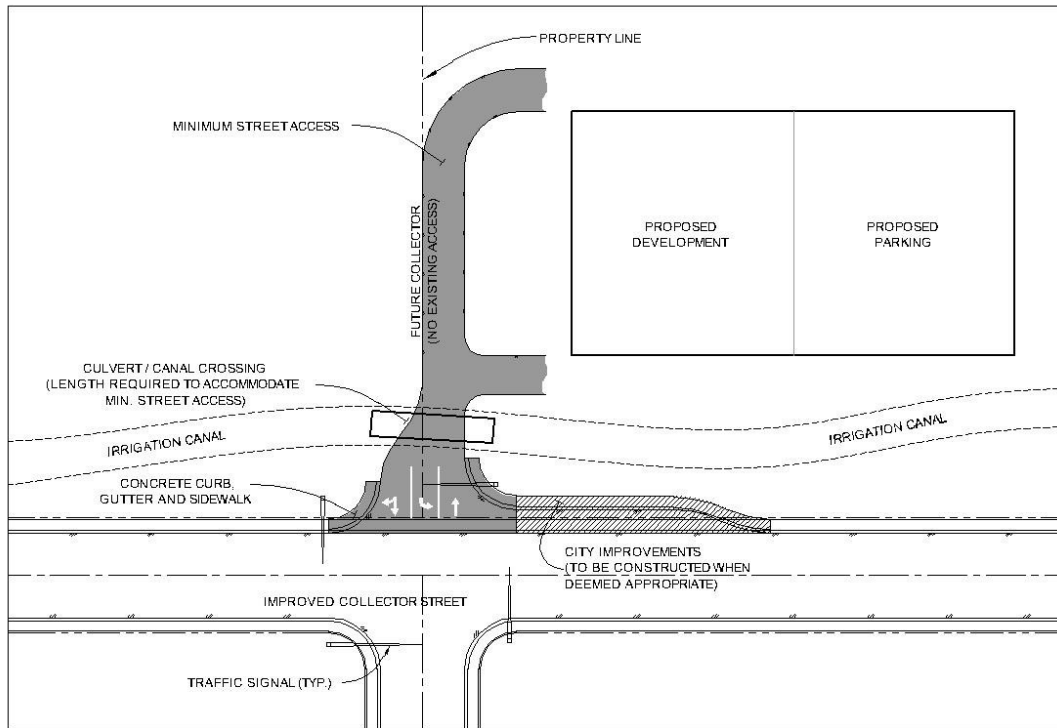 PROPERTY LINE
MINIMUM STREET ACCESS
FUTURE COLLECTOR
(NO EXISTING ACCESS)
PROPOSED
DEVELOPMENT
PROPOSED
PARKING
CULVERT / CANAL CROSSING
(LENGTH REQUIRED TO ACCOMMODATE
MIN. STREET ACCESS)
IRRIGATION CANAL
IRRIGATION CANAL
CONCRETE CURB,
GUTTER AND SIDEWALK
CITY IMPROVEMENTS
(TO BE CONSTRUCTED WHEN
DEEMED APPROPRIATE)
IMPROVED COLLECTOR STREET
TRAFFIC SIGNAL (TYP.)